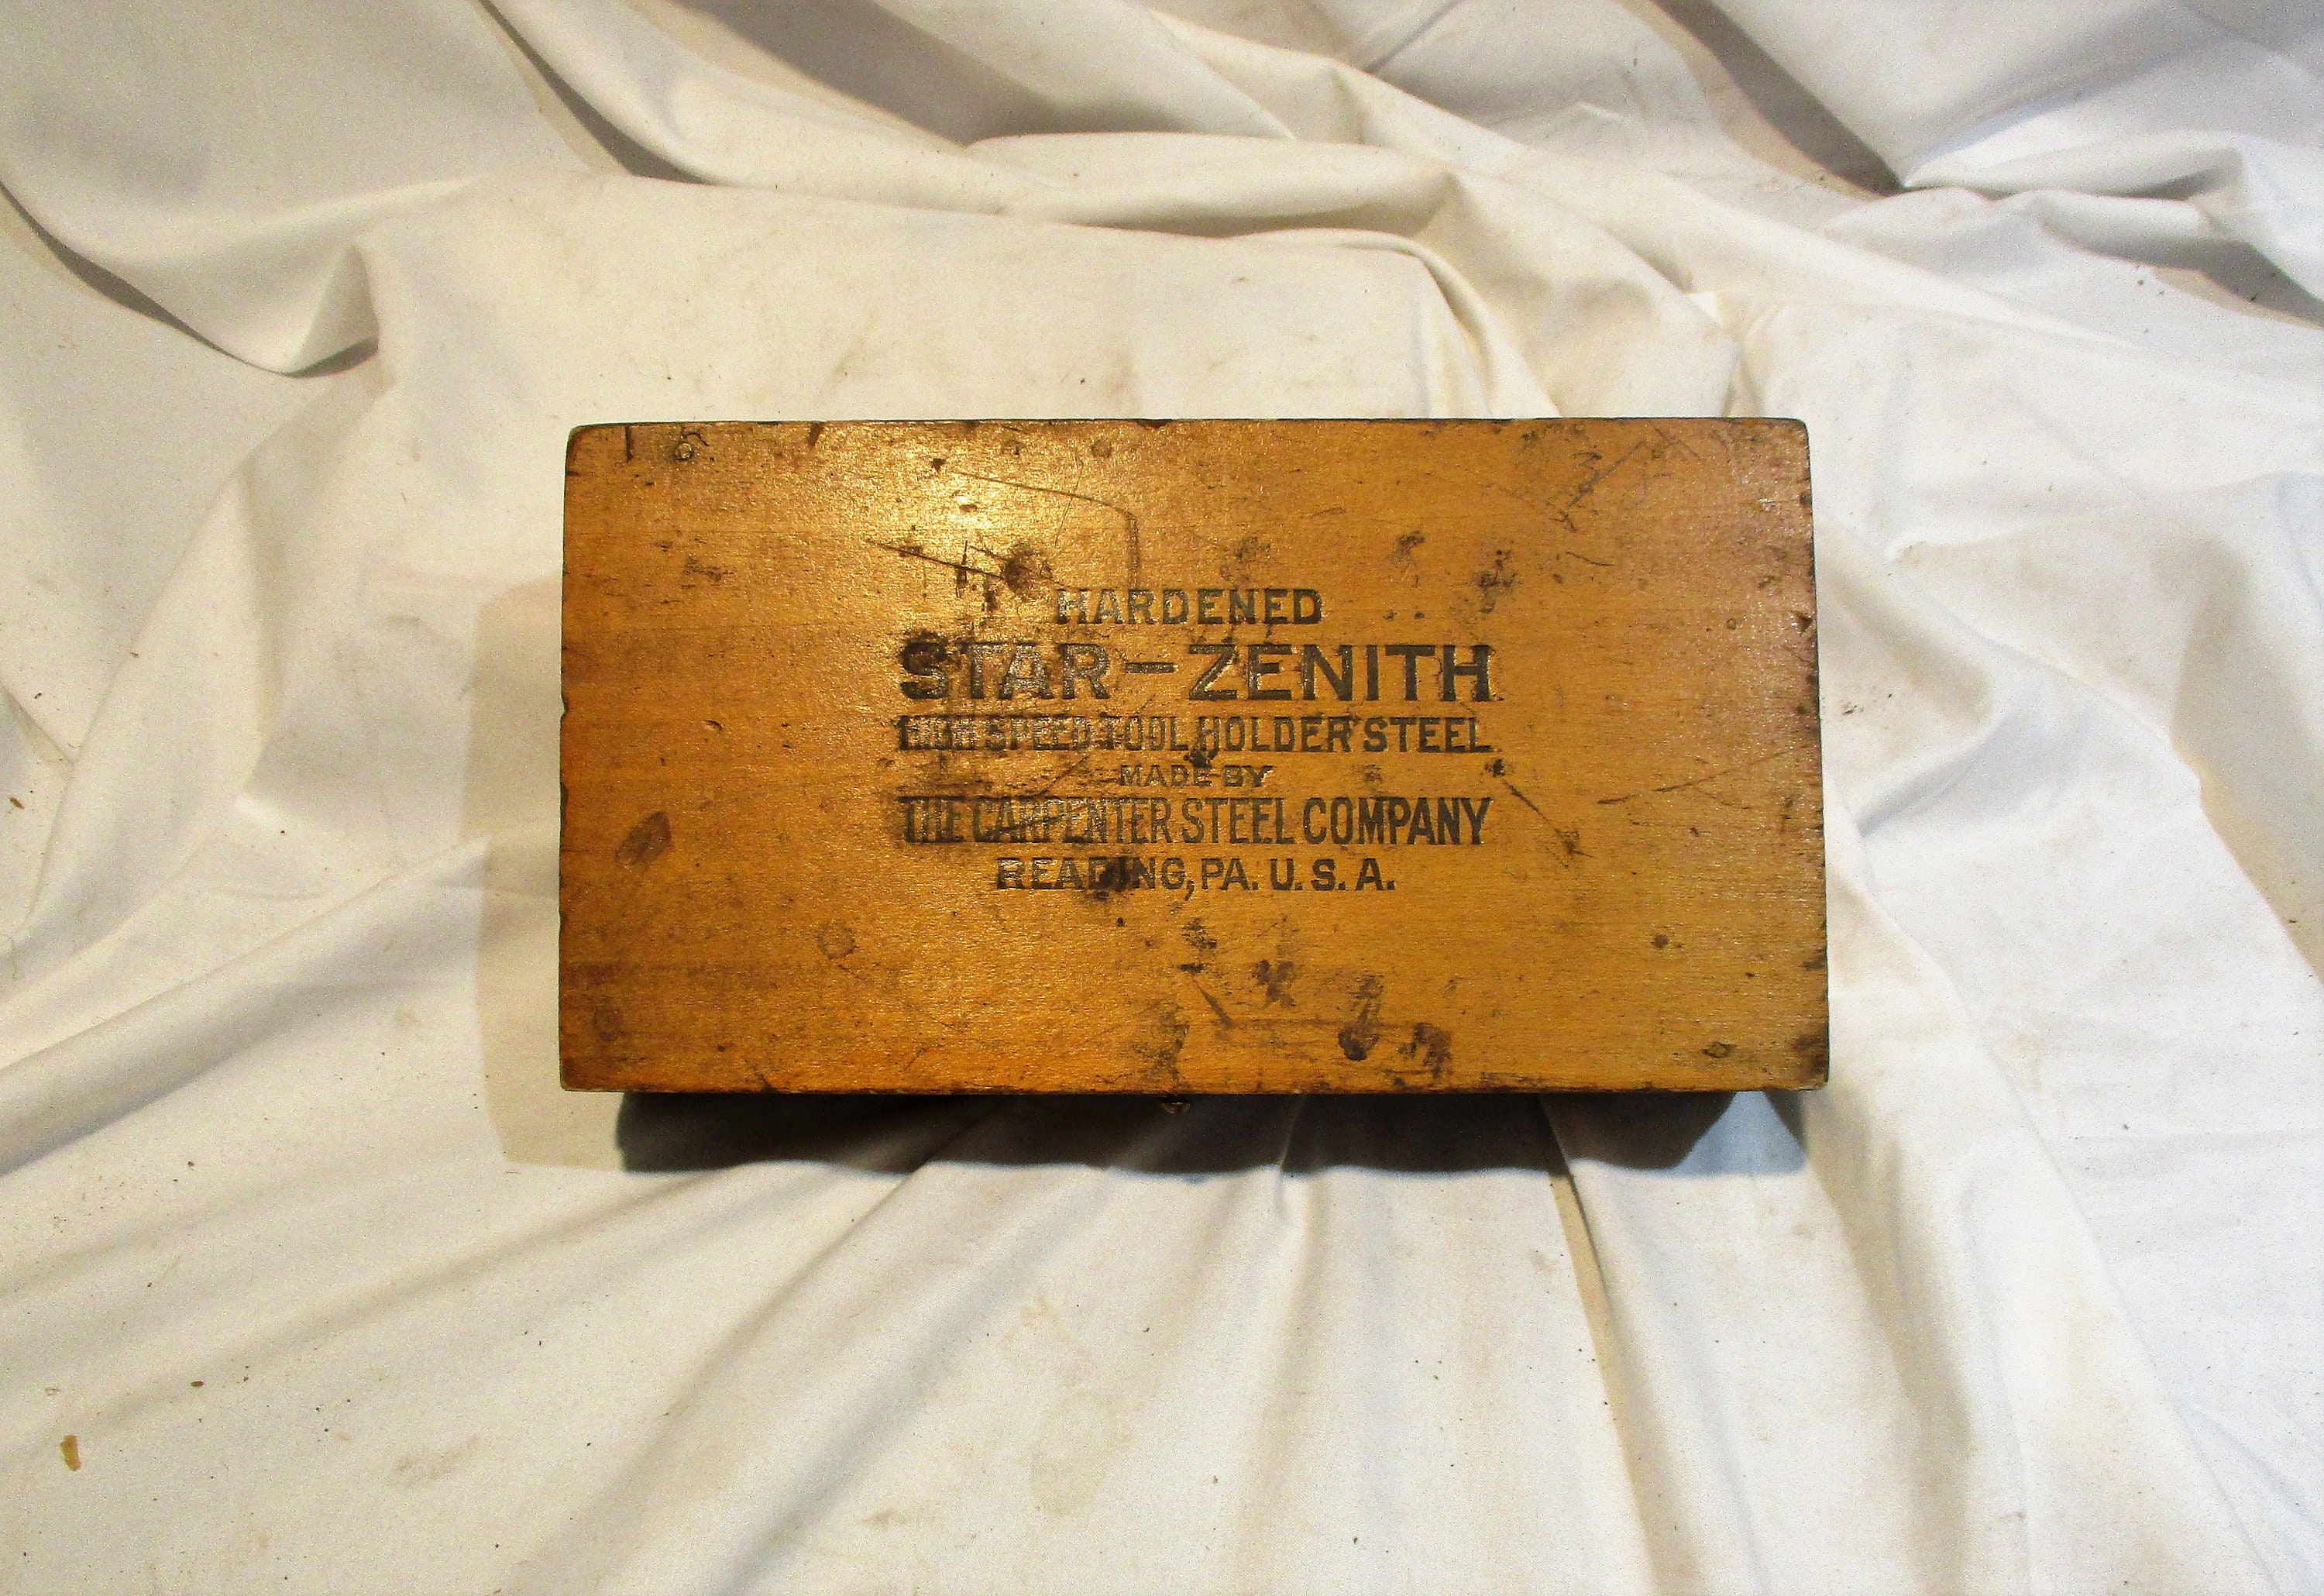 HARDENED
STAR-ZENITH
HIGH SPEED TOOL HOLDER STEEL
MADE BY
THE CARPENTER STEEL COMPANY
READING, PA. U. S. A.